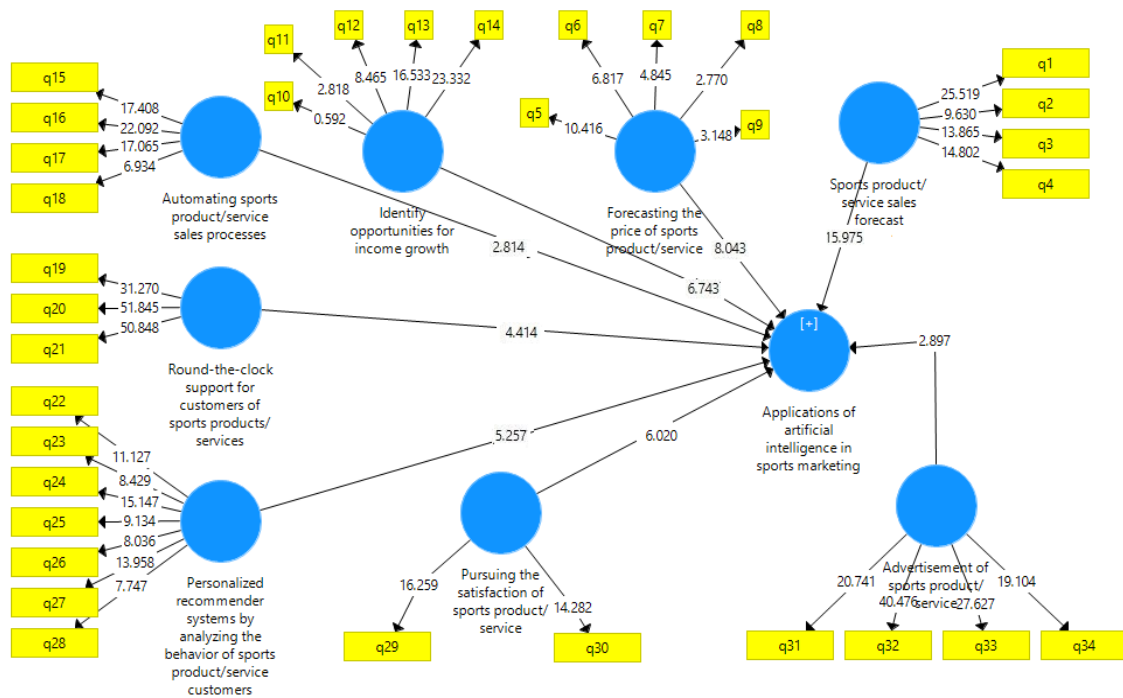 q11
q12
q13
q14
q6
q7
q8
q15
q16
q17
q18
17.408
22.092
17.065
6.934
q10
2.818
8.465
16.533
23.332
0.592
q5
6.817
4.845
2.770
10.416
3.148
q9
q1
q2
q3
q4
25.519
9.630
13.865
14.802
Automating sports
product/service
sales processes
Identify
opportunities for
income growth
Forecasting the
price of sports
product/service
Sports product/
service sales
forecast
2.814
6.743
8.043
15.975
q19
q20
q21
31.270
51.845
50.848
4.414
[+]
2.897
Round-the-clock
support for
customers of
sports products/
services
Applications of
artificial
intelligence in
sports marketing
q22
q23
q24
q25
q26
q27
q28
11.127
8.429
15.147
9.134
8.036
13.958
7.747
5.257
6.020
Personalized
recommender
systems by
analyzing the
behavior of sports
product/service
customers
Pursuing the
satisfaction of
sports product/
service
16.259
14.282
q29
q30
Advertisement of
sports product/
service
20.741
40.476
27.627
19.104
q31
q32
q33
q34